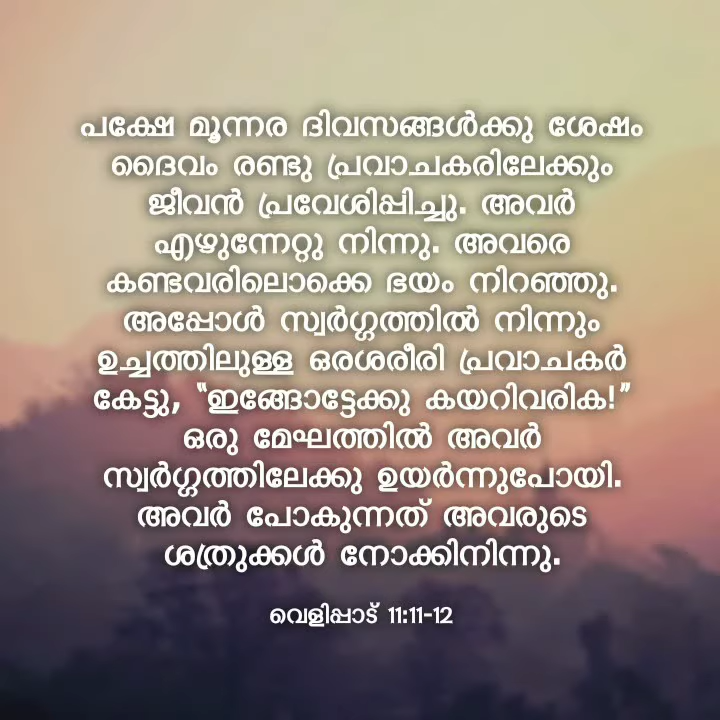 പക്ഷേ മൂന്നര ദിവസങ്ങൾക്കു ശേഷം
ദൈവം രണ്ടു പ്രവാചകരിലേക്കും
ജീവൻ പ്രവേശിപ്പിച്ചു. അവർ
എഴുന്നേറ്റു നിന്നു. അവരെ
കണ്ടവരിലൊക്കെ ഭയം നിറഞ്ഞു.
അപ്പോൾ സ്വർഗ്ഗത്തിൽ നിന്നും
ഉച്ചത്തിലുള്ള ഒരശരീരി പ്രവാചകർ
കേട്ടു, “ഇങ്ങോട്ടേക്കു കയറിവരിക!”
ഒരു മേഘത്തിൽ അവർ
സ്വർഗ്ഗത്തിലേക്കു ഉയർന്നുപോയി.
അവർ പോകുന്നത് അവരുടെ
ശത്രുക്കൾ നോക്കിനിന്നു.
വെളിപ്പാട് 11:11-12